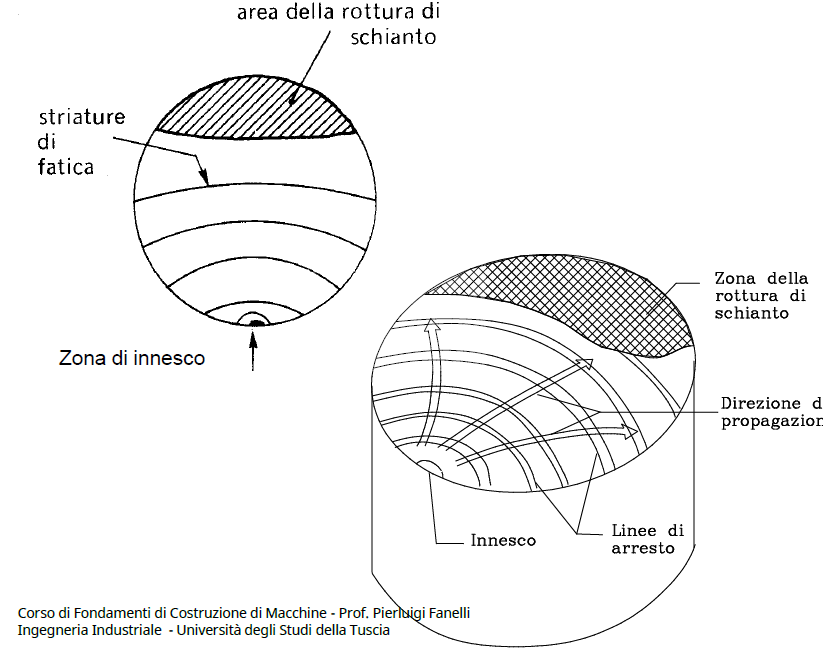 area della rottura di
schianto
striature
di
fatica
Zona di innesco
Zona della
rottura di
schianto
Direzione d
propagazion
Innesco
Linee di
arresto
Corso di Fondamenti di Costruzione di Macchine - Prof. Pierluigi Fanelli
Ingegneria Industriale - Università degli Studi della Tuscia